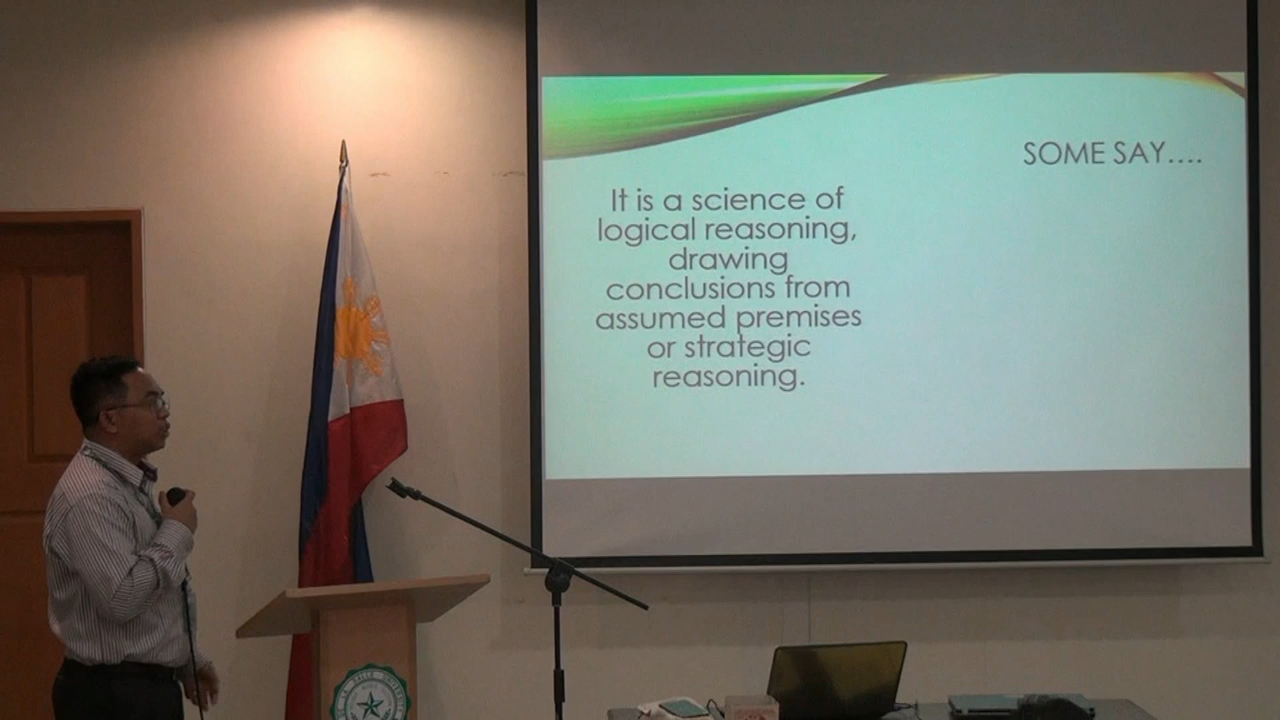 SOME SAY....
It is a science of
logical reasoning,
drawing
conclusions from
assumed premises
or strategic
reasoning.